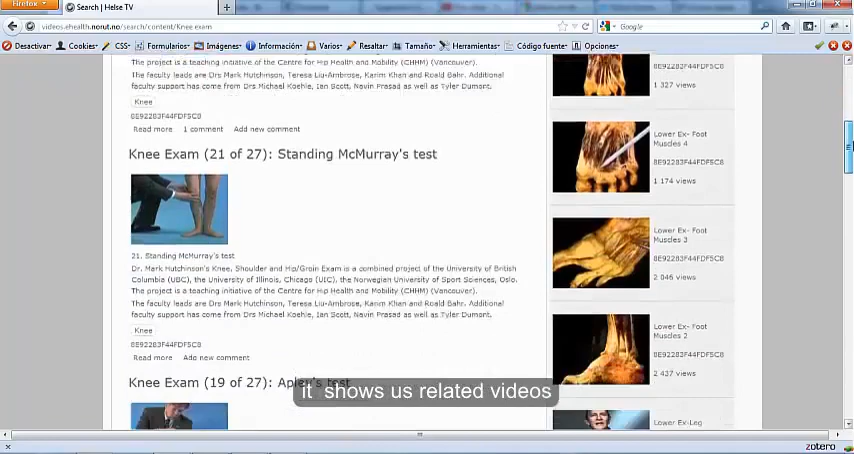 Firefox
Search | Helse TV
+
videos.ehealth.norut.no/search/content/Knee exam
Google
Desactivar Cookies CSS Formularios Imágenes Información Varios Resaltar Tamaño Herramientas Código fuente Opciones
The project is a teaching initiative of the Centre for Hip Health and Mobility (CHHM) (Vancouver).
The faculty leads are Drs Mark Hutchinson, Teresa Liu-Ambrose, Karim Khan and Roald Bahr. Additional
faculty support has come from Drs Michael Koehle, Ian Scott, Navin Prasad as well as Tyler Dumont.
Knee
8E92283F44FDF5C8
Read more 1 comment Add new comment
Knee Exam (21 of 27): Standing McMurray's test
21. Standing McMurray's test
Dr. Mark Hutchinson's Knee, Shoulder and Hip/Groin Exam is a combined project of the University of British
Columbia (UBC), the University of Illinois, Chicago (UIC), the Norwegian University of Sport Sciences, Oslo.
The project is a teaching initiative of the Centre for Hip Health and Mobility (CHHM) (Vancouver).
The faculty leads are Drs Mark Hutchinson, Teresa Liu-Ambrose, Karim Khan and Roald Bahr. Additional
faculty support has come from Drs Michael Koehle, Ian Scott, Navin Prasad as well as Tyler Dumont.
Knee
8E92283F44FDF5C8
Read more Add new comment
Knee Exam (19 of 27): Apley's test
8E92283F44FDF5C8
1 327 views
Lower Ex- Foot
Muscles 4
8E92283F44FDF5C8
1 174 views
Lower Ex- Foot
Muscles 3
8E92283F44FDF5C8
2 046 views
Lower Ex- Foot
Muscles 2
8E92283F44FDF5C8
2 437 views
Lower Ex-Leg
it shows us related videos
zotero